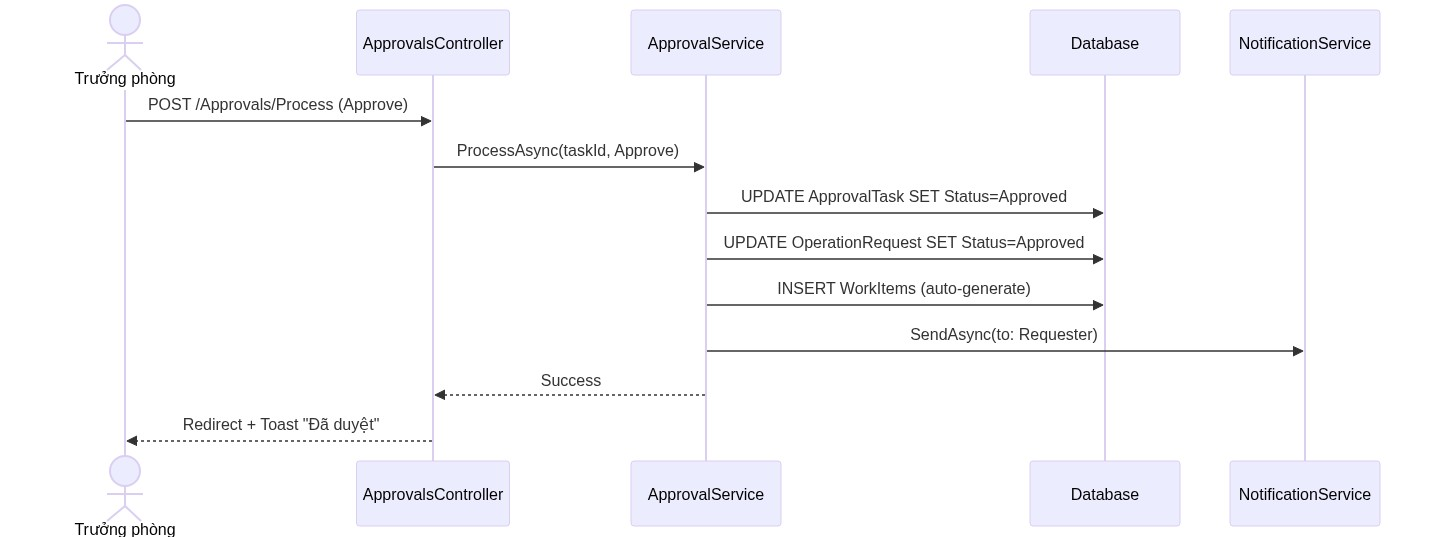 Trưởng phòng
ApprovalsController
ApprovalService
Database
NotificationService
POST /Approvals/Process (Approve)
ProcessAsync(taskId, Approve)
UPDATE ApprovalTask SET Status=Approved
UPDATE OperationRequest SET Status=Approved
INSERT WorkItems (auto-generate)
SendAsync(to: Requester)
Success
Redirect + Toast "Đã duyệt"
Trưởng phòng
ApprovalsController
ApprovalService
Database
NotificationService